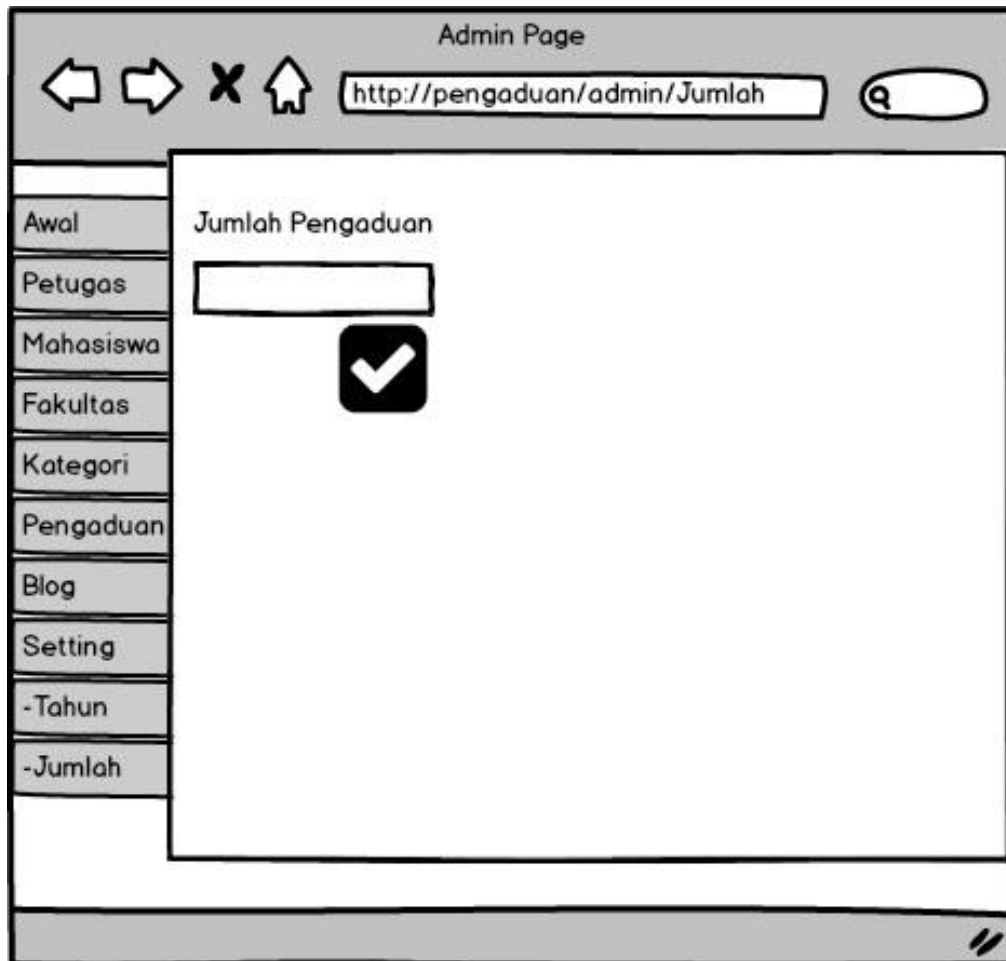 Admin Page
http://pengaduan/admin/Jumlah
Awal
Petugas
Mahasiswa
Fakultas
Kategori
Pengaduan
Blog
Setting
-Tahun
-Jumlah
Jumlah Pengaduan